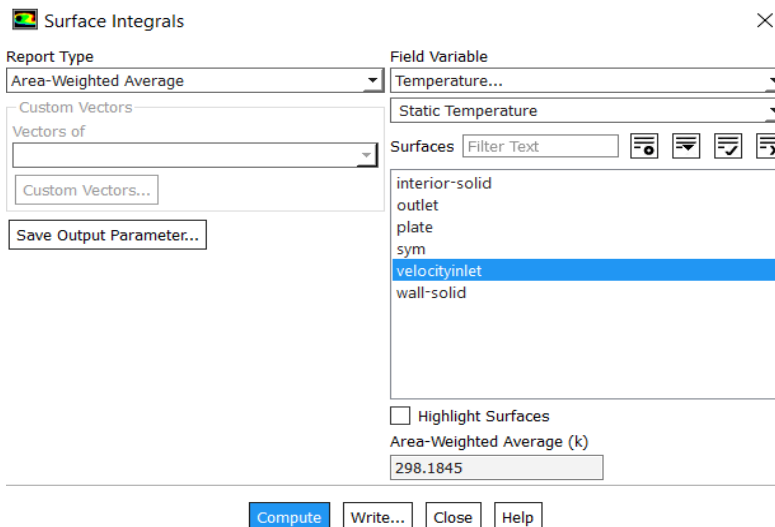 Surface Integrals
Report Type
Area-Weighted Average
Custom Vectors
Vectors of
Custom Vectors...
Save Output Parameter...
Field Variable
Temperature...
Static Temperature
Surfaces Filter Text
interior-solid
outlet
plate
sym
velocityinlet
wall-solid
Highlight Surfaces
Area-Weighted Average (k)
298.1845
Compute Write... Close Help